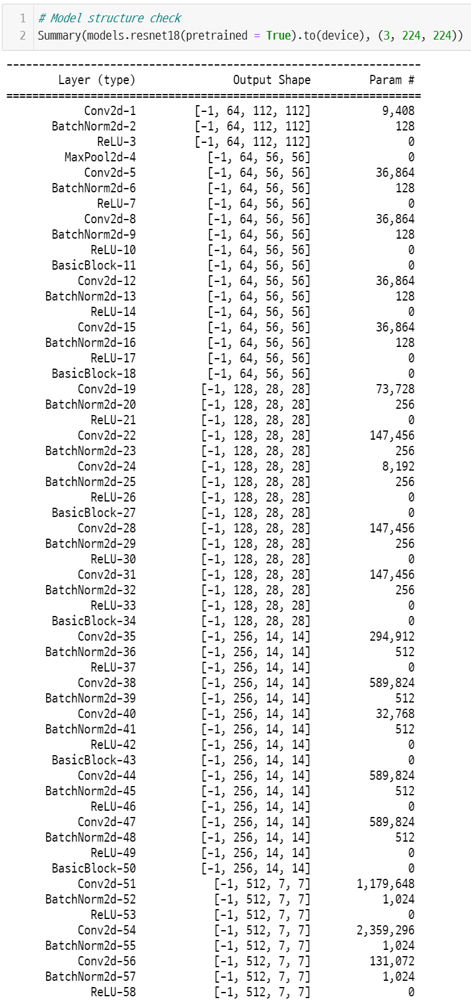 1 # Model structure check
2 Summary(models.resnet18(pretrained = True).to(device), (3, 224, 224))
----------------------------------------------------------------
Layer (type) Output Shape Param #
================================================================
Conv2d-1 [-1, 64, 112, 112] 9,408
BatchNorm2d-2 [-1, 64, 112, 112] 128
ReLU-3 [-1, 64, 112, 112] 0
MaxPool2d-4 [-1, 64, 56, 56] 0
Conv2d-5 [-1, 64, 56, 56] 36,864
BatchNorm2d-6 [-1, 64, 56, 56] 128
ReLU-7 [-1, 64, 56, 56] 0
Conv2d-8 [-1, 64, 56, 56] 36,864
BatchNorm2d-9 [-1, 64, 56, 56] 128
ReLU-10 [-1, 64, 56, 56] 0
BasicBlock-11 [-1, 64, 56, 56] 0
Conv2d-12 [-1, 64, 56, 56] 36,864
BatchNorm2d-13 [-1, 64, 56, 56] 128
ReLU-14 [-1, 64, 56, 56] 0
Conv2d-15 [-1, 64, 56, 56] 36,864
BatchNorm2d-16 [-1, 64, 56, 56] 128
ReLU-17 [-1, 64, 56, 56] 0
BasicBlock-18 [-1, 64, 56, 56] 0
Conv2d-19 [-1, 128, 28, 28] 73,728
BatchNorm2d-20 [-1, 128, 28, 28] 256
ReLU-21 [-1, 128, 28, 28] 0
Conv2d-22 [-1, 128, 28, 28] 147,456
BatchNorm2d-23 [-1, 128, 28, 28] 256
Conv2d-24 [-1, 128, 28, 28] 8,192
BatchNorm2d-25 [-1, 128, 28, 28] 256
ReLU-26 [-1, 128, 28, 28] 0
BasicBlock-27 [-1, 128, 28, 28] 0
Conv2d-28 [-1, 128, 28, 28] 147,456
BatchNorm2d-29 [-1, 128, 28, 28] 256
ReLU-30 [-1, 128, 28, 28] 0
Conv2d-31 [-1, 128, 28, 28] 147,456
BatchNorm2d-32 [-1, 128, 28, 28] 256
ReLU-33 [-1, 128, 28, 28] 0
BasicBlock-34 [-1, 128, 28, 28] 0
Conv2d-35 [-1, 256, 14, 14] 294,912
BatchNorm2d-36 [-1, 256, 14, 14] 512
ReLU-37 [-1, 256, 14, 14] 0
Conv2d-38 [-1, 256, 14, 14] 589,824
BatchNorm2d-39 [-1, 256, 14, 14] 512
Conv2d-40 [-1, 256, 14, 14] 32,768
BatchNorm2d-41 [-1, 256, 14, 14] 512
ReLU-42 [-1, 256, 14, 14] 0
BasicBlock-43 [-1, 256, 14, 14] 0
Conv2d-44 [-1, 256, 14, 14] 589,824
BatchNorm2d-45 [-1, 256, 14, 14] 512
ReLU-46 [-1, 256, 14, 14] 0
Conv2d-47 [-1, 256, 14, 14] 589,824
BatchNorm2d-48 [-1, 256, 14, 14] 512
ReLU-49 [-1, 256, 14, 14] 0
BasicBlock-50 [-1, 256, 14, 14] 0
Conv2d-51 [-1, 512, 7, 7] 1,179,648
BatchNorm2d-52 [-1, 512, 7, 7] 1,024
ReLU-53 [-1, 512, 7, 7] 0
Conv2d-54 [-1, 512, 7, 7] 2,359,296
BatchNorm2d-55 [-1, 512, 7, 7] 1,024
Conv2d-56 [-1, 512, 7, 7] 131,072
BatchNorm2d-57 [-1, 512, 7, 7] 1,024
ReLU-58 [-1, 512, 7, 7] 0